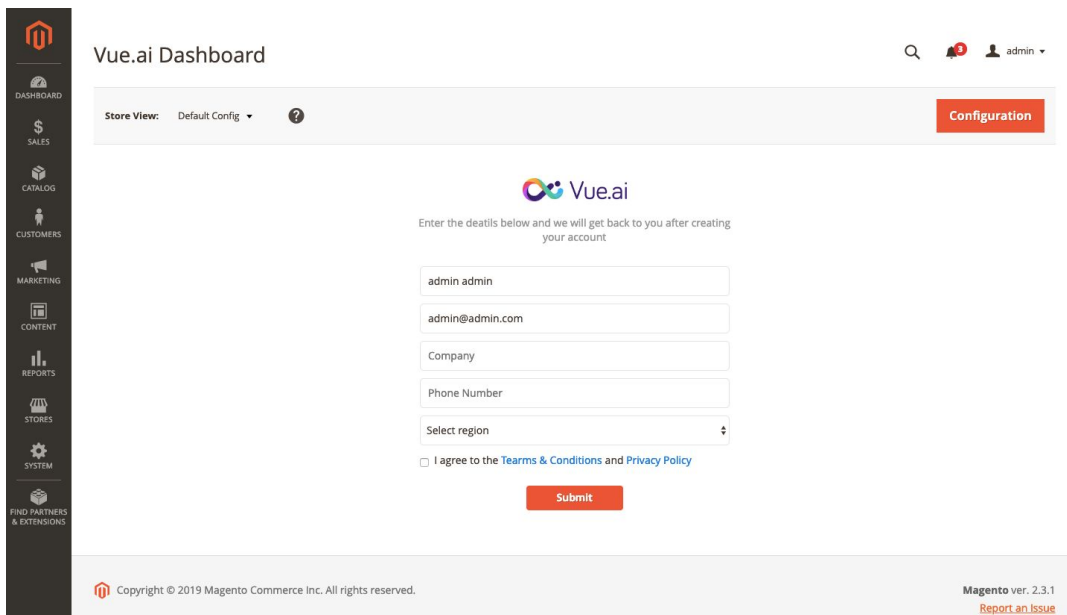 Vue.ai Dashboard
3
admin
DASHBOARD
SALES
CATALOG
CUSTOMERS
MARKETING
CONTENT
REPORTS
STORES
SYSTEM
FIND PARTNERS
& EXTENSIONS
Store View: Default Config
?
Configuration
Vue.ai
Enter the deatils below and we will get back to you after creating
your account
admin admin
admin@admin.com
Company
Phone Number
Select region
I agree to the Tearms & Conditions and Privacy Policy
Submit
Copyright © 2019 Magento Commerce Inc. All rights reserved.
Magento ver. 2.3.1
Report an Issue